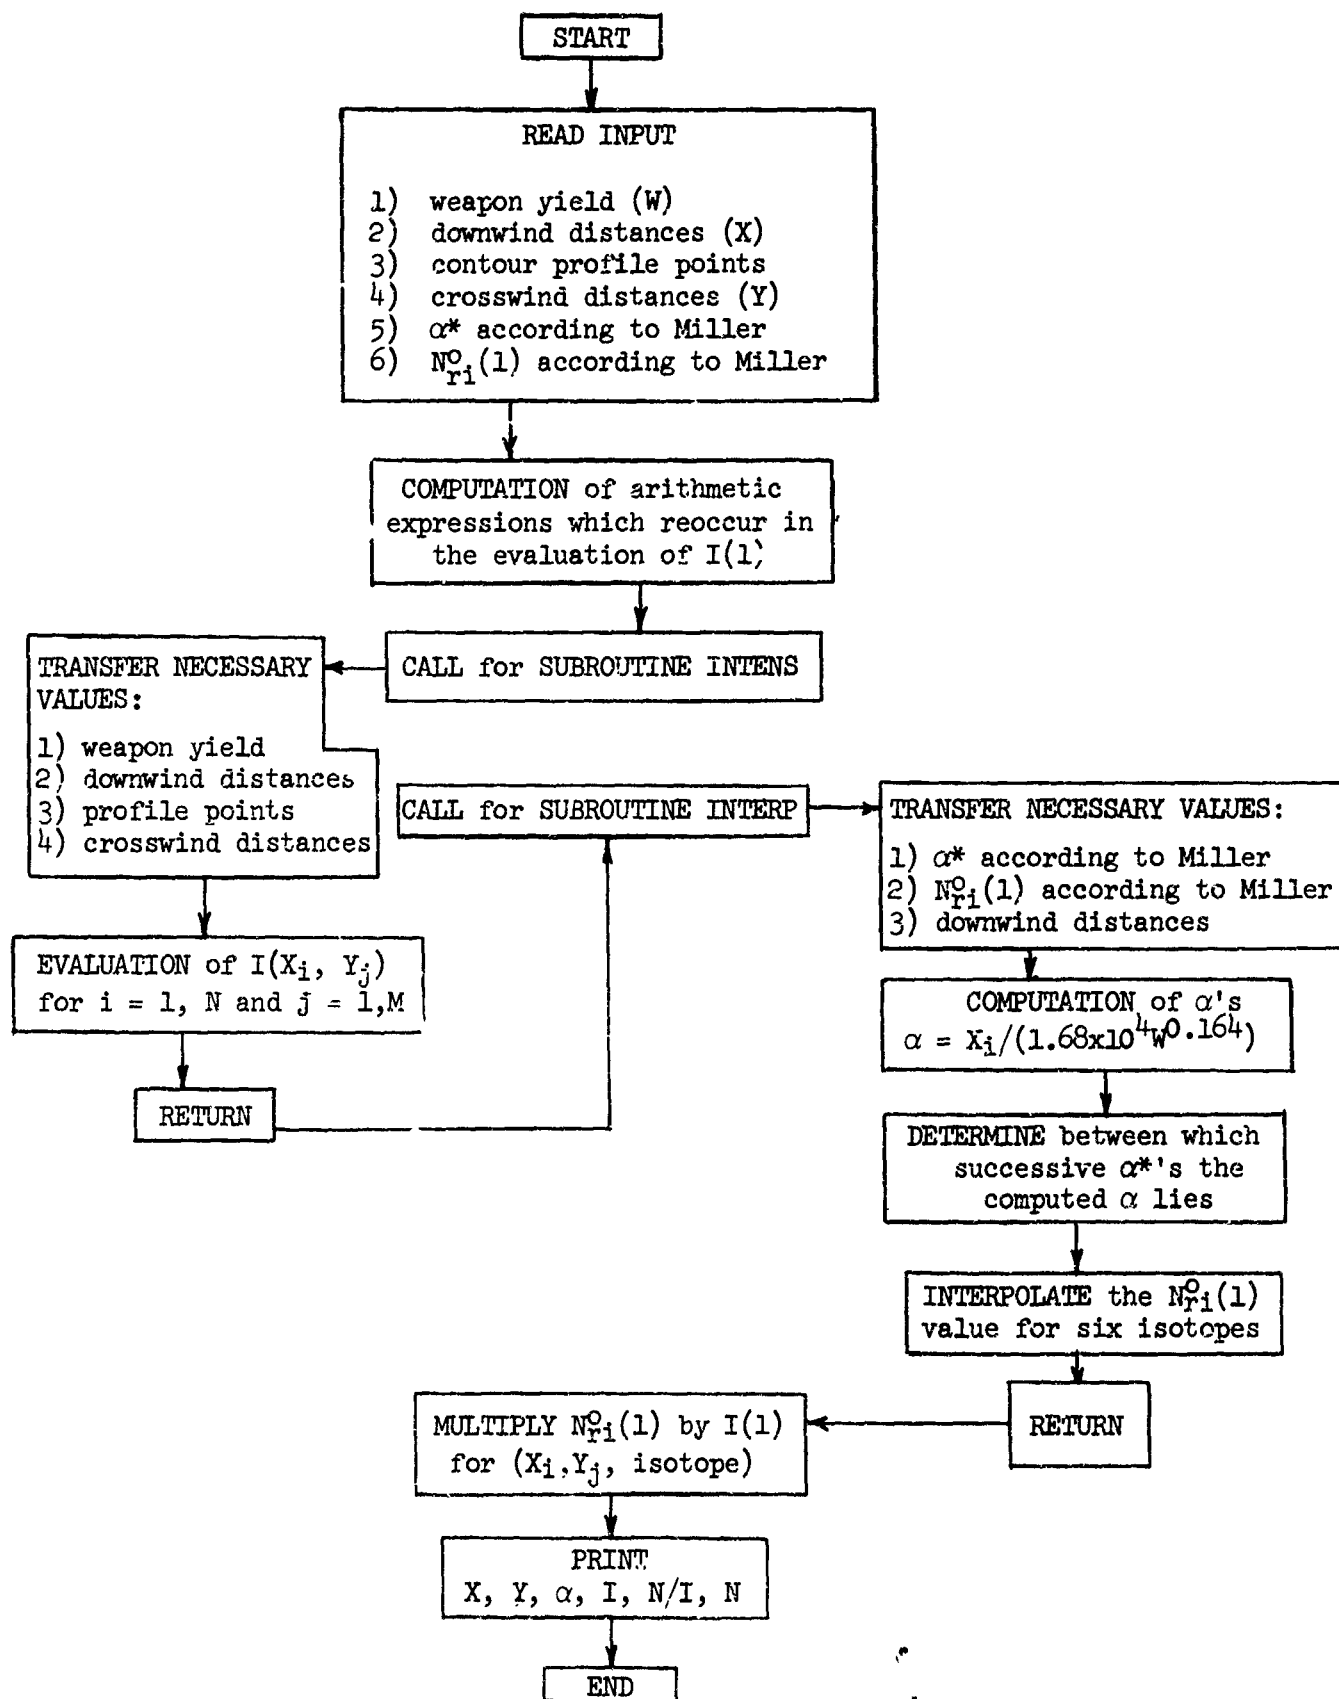 START
READ INPUT
1) weapon yield (W)
2) downwind distances (X)
3) contour profile points
4) crosswind distances (Y)
5) α* according to Miller
6) N°ri(1) according to Miller
COMPUTATION of arithmetic
expressions which reoccur in
the evaluation of I(1)
CALL for SUBROUTINE INTENS
TRANSFER NECESSARY
VALUES:
1) weapon yield
2) downwind distances
3) profile points
4) crosswind distances
EVALUATION of I(Xi, Yj)
for i = 1, N and j = 1,M
RETURN
CALL for SUBROUTINE INTERP
TRANSFER NECESSARY VALUES:
1) α* according to Miller
2) N°ri(1) according to Miller
3) downwind distances
COMPUTATION of α's
α = Xi/(1.68x10⁴W⁰·¹⁶⁴)
DETERMINE between which
successive α*'s the
computed α lies
INTERPOLATE the N°ri(1)
value for six isotopes
RETURN
MULTIPLY N°ri(1) by I(1)
for (Xi,Yj, isotope)
PRINT
X, Y, α, I, N/I, N
END